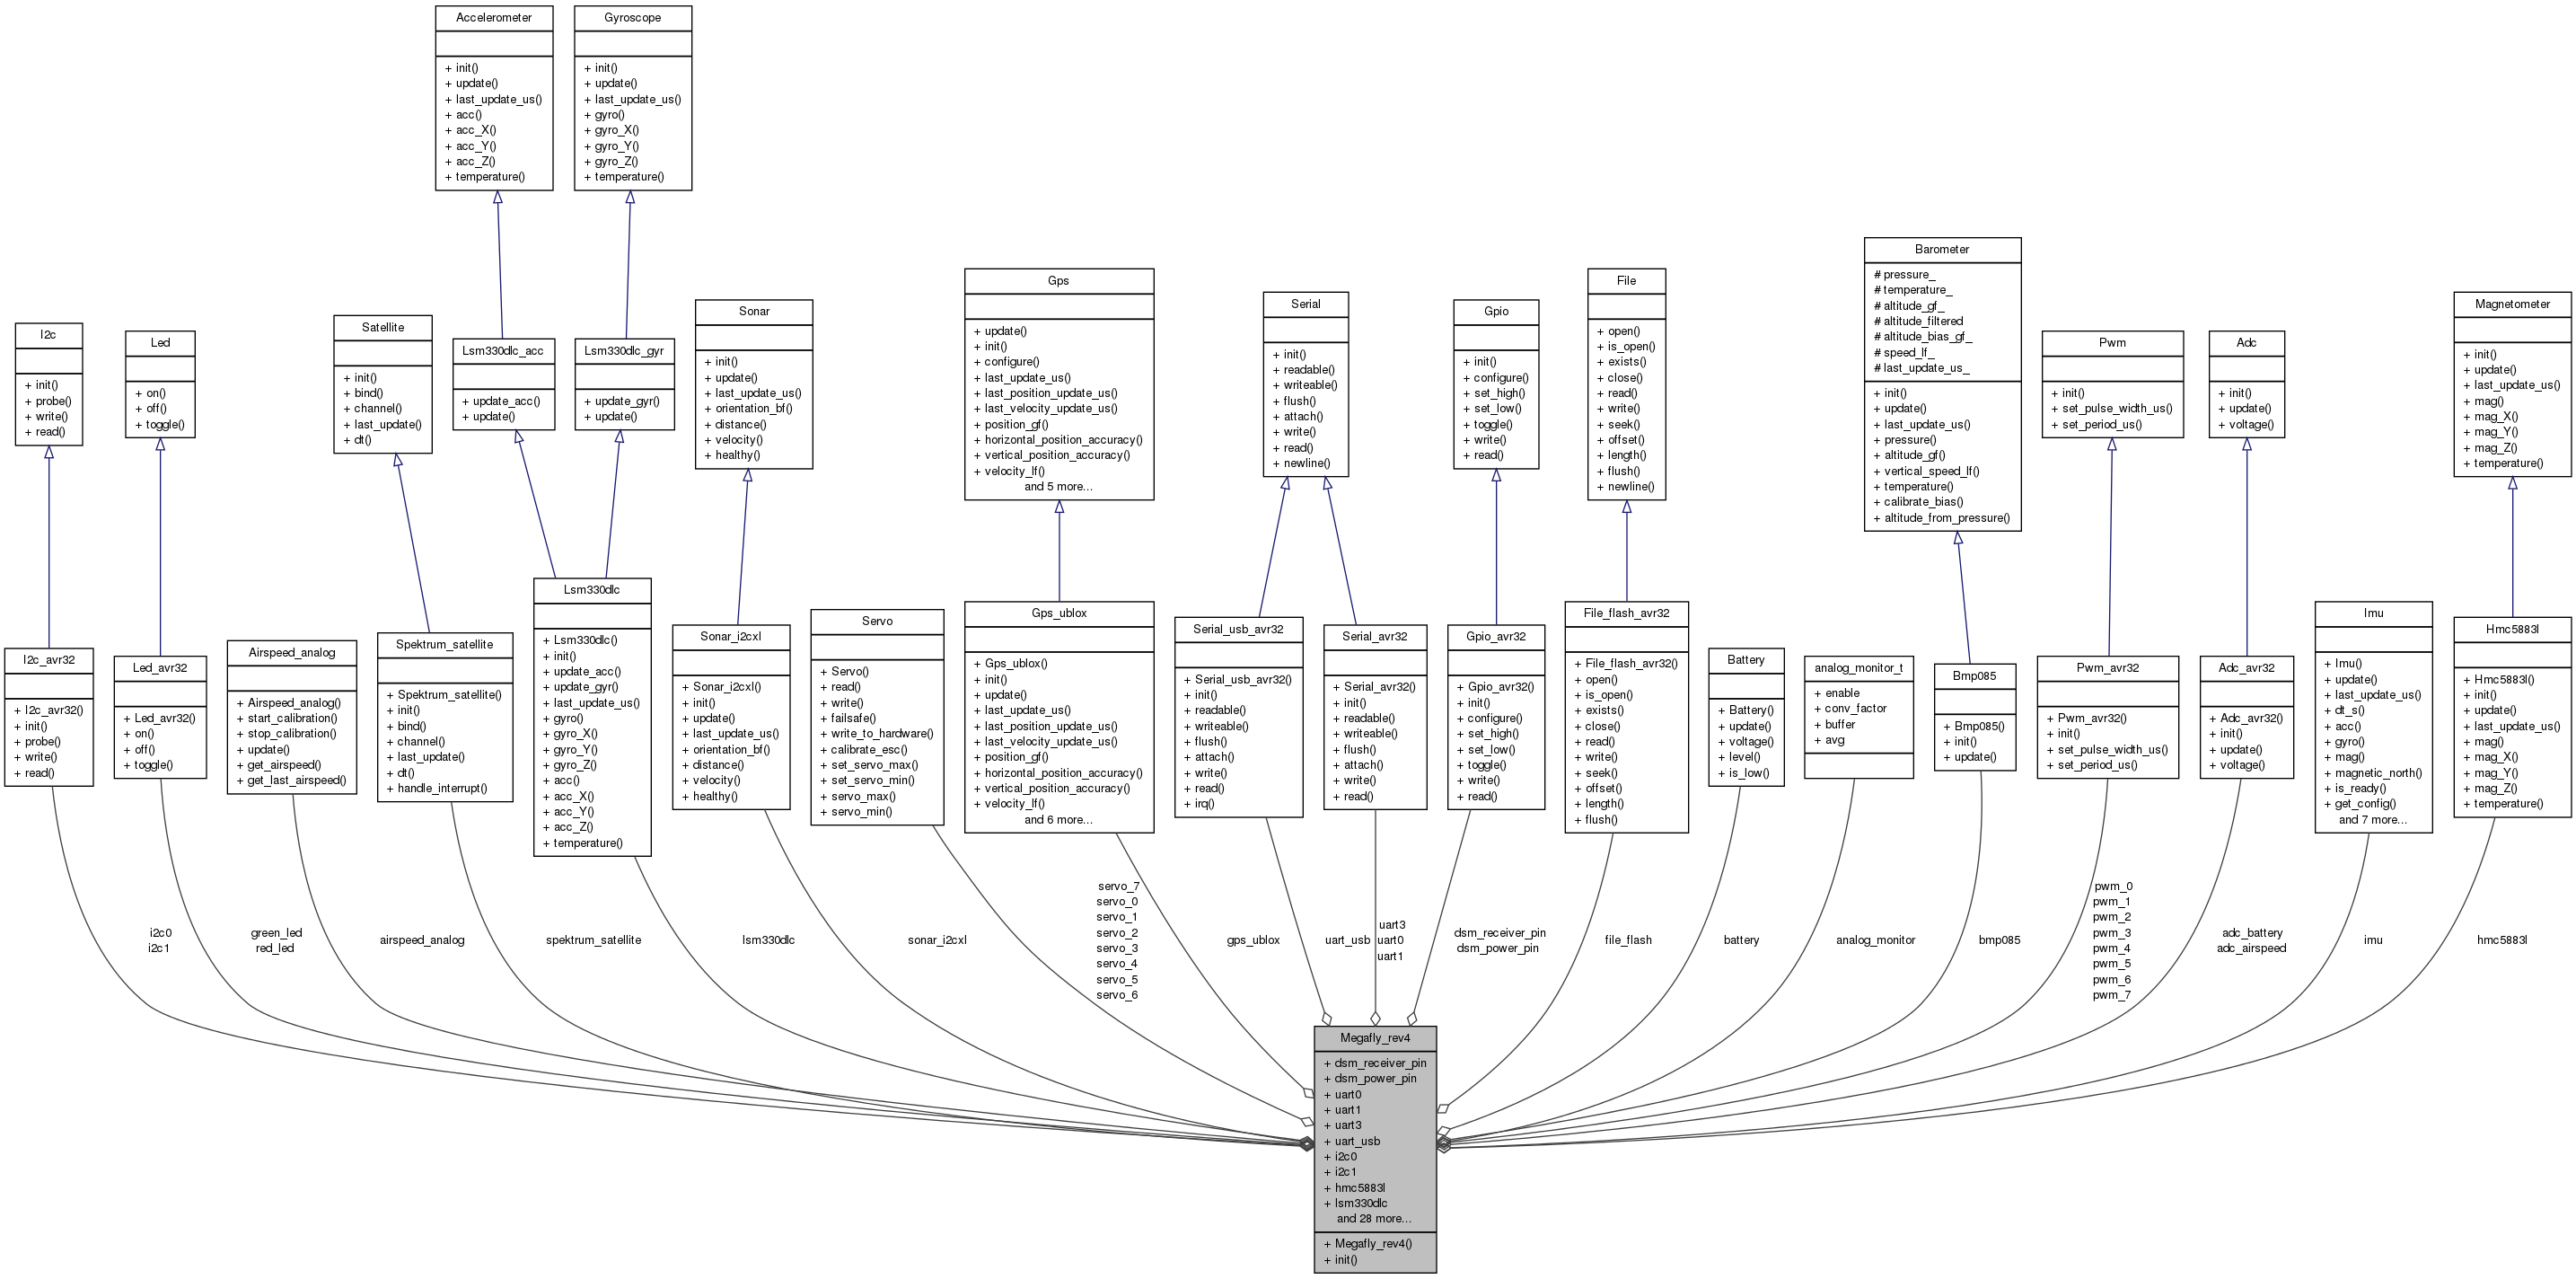 Accelerometer
+ init()
+ update()
+ last_update_us()
+ acc()
+ acc_X()
+ acc_Y()
+ acc_Z()
+ temperature()
Gyroscope
+ init()
+ update()
+ last_update_us()
+ gyro()
+ gyro_X()
+ gyro_Y()
+ gyro_Z()
+ temperature()
I2c
+ init()
+ probe()
+ write()
+ read()
Led
+ on()
+ off()
+ toggle()
Satellite
+ init()
+ bind()
+ channel()
+ last_update()
+ dt()
Lsm330dlc_acc
+ update_acc()
+ update()
Lsm330dlc_gyr
+ update_gyr()
+ update()
Sonar
+ init()
+ update()
+ last_update_us()
+ orientation_bf()
+ distance()
+ velocity()
+ healthy()
Gps
+ update()
+ init()
+ configure()
+ last_update_us()
+ last_position_update_us()
+ last_velocity_update_us()
+ position_gf()
+ horizontal_position_accuracy()
+ vertical_position_accuracy()
+ velocity_lf()
and 5 more...
Serial
+ init()
+ readable()
+ writeable()
+ flush()
+ attach()
+ write()
+ read()
+ newline()
Gpio
+ init()
+ configure()
+ set_high()
+ set_low()
+ toggle()
+ write()
+ read()
File
+ open()
+ is_open()
+ exists()
+ close()
+ read()
+ write()
+ seek()
+ offset()
+ length()
+ flush()
+ newline()
Barometer
# pressure_
# temperature_
# altitude_gf_
# altitude_filtered
# altitude_bias_gf_
# speed_lf_
# last_update_us_
+ init()
+ update()
+ last_update_us()
+ pressure()
+ altitude_gf()
+ vertical_speed_lf()
+ temperature()
+ calibrate_bias()
+ altitude_from_pressure()
Pwm
+ init()
+ set_pulse_width_us()
+ set_period_us()
Adc
+ init()
+ update()
+ voltage()
Magnetometer
+ init()
+ update()
+ last_update_us()
+ mag()
+ mag_X()
+ mag_Y()
+ mag_Z()
+ temperature()
I2c_avr32
+ I2c_avr32()
+ init()
+ probe()
+ write()
+ read()
Led_avr32
+ Led_avr32()
+ on()
+ off()
+ toggle()
Airspeed_analog
+ Airspeed_analog()
+ start_calibration()
+ stop_calibration()
+ update()
+ get_airspeed()
+ get_last_airspeed()
Spektrum_satellite
+ Spektrum_satellite()
+ init()
+ bind()
+ channel()
+ last_update()
+ dt()
+ handle_interrupt()
Lsm330dlc
+ Lsm330dlc()
+ init()
+ update_acc()
+ update_gyr()
+ last_update_us()
+ gyro()
+ gyro_X()
+ gyro_Y()
+ gyro_Z()
+ acc()
+ acc_X()
+ acc_Y()
+ acc_Z()
+ temperature()
Sonar_i2cxl
+ Sonar_i2cxl()
+ init()
+ update()
+ last_update_us()
+ orientation_bf()
+ distance()
+ velocity()
+ healthy()
Servo
+ Servo()
+ read()
+ write()
+ failsafe()
+ write_to_hardware()
+ calibrate_esc()
+ set_servo_max()
+ set_servo_min()
+ servo_max()
+ servo_min()
Gps_ublox
+ Gps_ublox()
+ init()
+ update()
+ last_update_us()
+ last_position_update_us()
+ last_velocity_update_us()
+ position_gf()
+ horizontal_position_accuracy()
+ vertical_position_accuracy()
+ velocity_lf()
and 6 more...
Serial_usb_avr32
+ Serial_usb_avr32()
+ init()
+ readable()
+ writeable()
+ flush()
+ attach()
+ write()
+ read()
+ irq()
Serial_avr32
+ Serial_avr32()
+ init()
+ readable()
+ writeable()
+ flush()
+ attach()
+ write()
+ read()
Gpio_avr32
+ Gpio_avr32()
+ init()
+ configure()
+ set_high()
+ set_low()
+ toggle()
+ write()
+ read()
File_flash_avr32
+ File_flash_avr32()
+ open()
+ is_open()
+ exists()
+ close()
+ read()
+ write()
+ seek()
+ offset()
+ length()
+ flush()
Battery
+ Battery()
+ update()
+ voltage()
+ level()
+ is_low()
analog_monitor_t
+ enable
+ conv_factor
+ buffer
+ avg
Bmp085
+ Bmp085()
+ init()
+ update()
Pwm_avr32
+ Pwm_avr32()
+ init()
+ set_pulse_width_us()
+ set_period_us()
Adc_avr32
+ Adc_avr32()
+ init()
+ update()
+ voltage()
Imu
+ Imu()
+ update()
+ last_update_us()
+ dt_s()
+ acc()
+ gyro()
+ mag()
+ magnetic_north()
+ is_ready()
+ get_config()
and 7 more...
Hmc5883l
+ Hmc5883l()
+ init()
+ update()
+ last_update_us()
+ mag()
+ mag_X()
+ mag_Y()
+ mag_Z()
+ temperature()
i2c0
i2c1
green_led
red_led
airspeed_analog
spektrum_satellite
lsm330dlc
sonar_i2cxl
servo_7
servo_0
servo_1
servo_2
servo_3
servo_4
servo_5
servo_6
gps_ublox
uart_usb
uart3
uart0
uart1
dsm_receiver_pin
dsm_power_pin
file_flash
battery
analog_monitor
bmp085
pwm_0
pwm_1
pwm_2
pwm_3
pwm_4
pwm_5
pwm_6
pwm_7
adc_battery
adc_airspeed
imu
hmc5883l
Megafly_rev4
+ dsm_receiver_pin
+ dsm_power_pin
+ uart0
+ uart1
+ uart3
+ uart_usb
+ i2c0
+ i2c1
+ hmc5883l
+ lsm330dlc
and 28 more...
+ Megafly_rev4()
+ init()